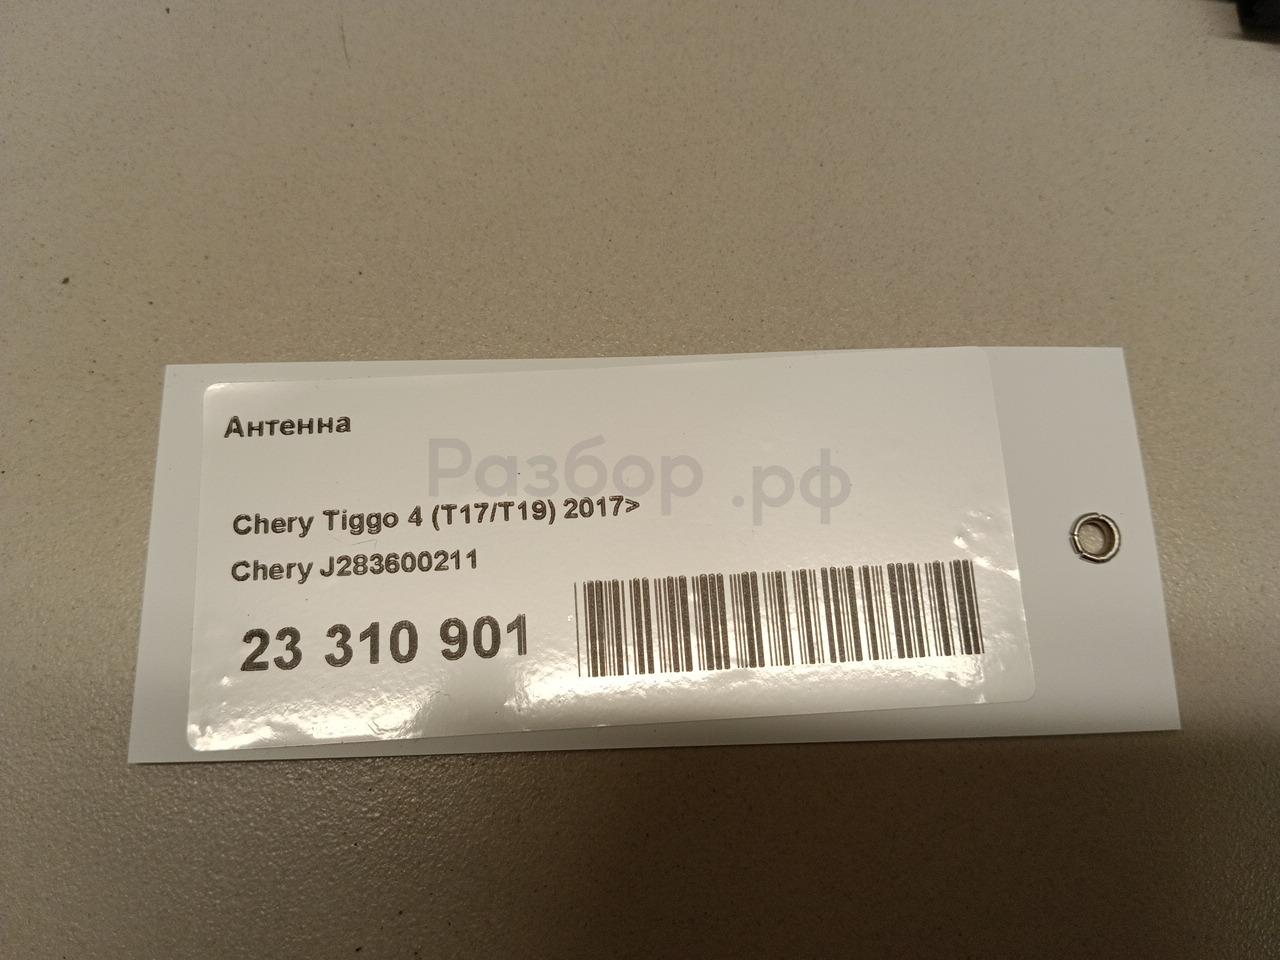 Антенна
Разбор.рф
Chery Tiggo 4 (T17/T19) 2017>
Chery J283600211
23 310 901